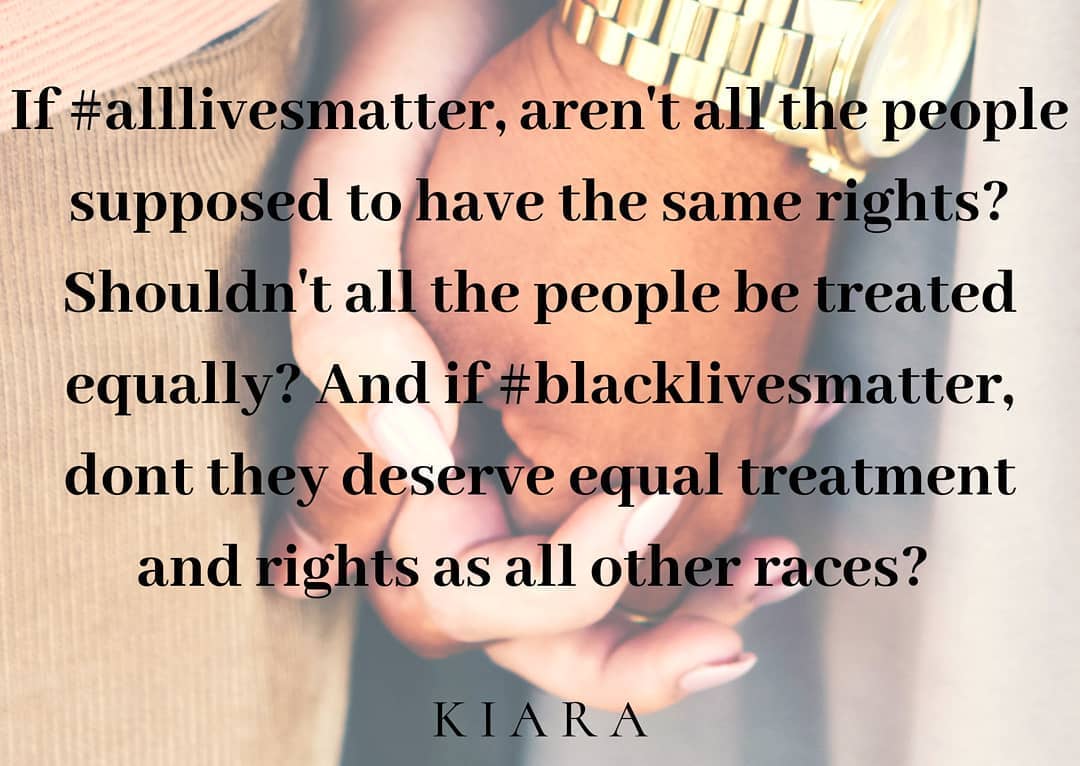 If #alllivesmatter, aren't all the people
supposed to have the same rights?
Shouldn't all the people be treated
equally? And if #blacklivesmatter,
dont they deserve equal treatment
and rights as all other races?
KIARA